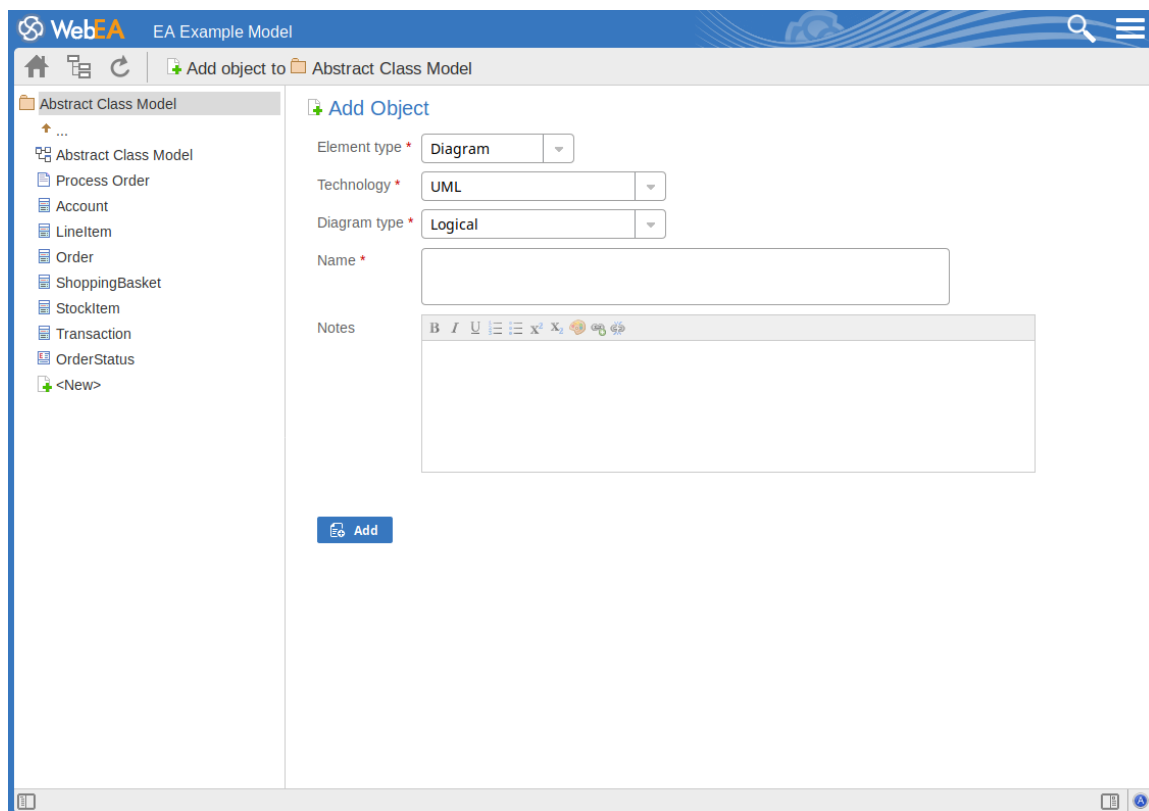 WebEA EA Example Model
Add object to Abstract Class Model
Abstract Class Model
...
Abstract Class Model
Process Order
Account
LineItem
Order
ShoppingBasket
StockItem
Transaction
OrderStatus
<New>
Add Object
Element type * Diagram
Technology * UML
Diagram type * Logical
Name *
Notes
B I U x² x₂
Add
A